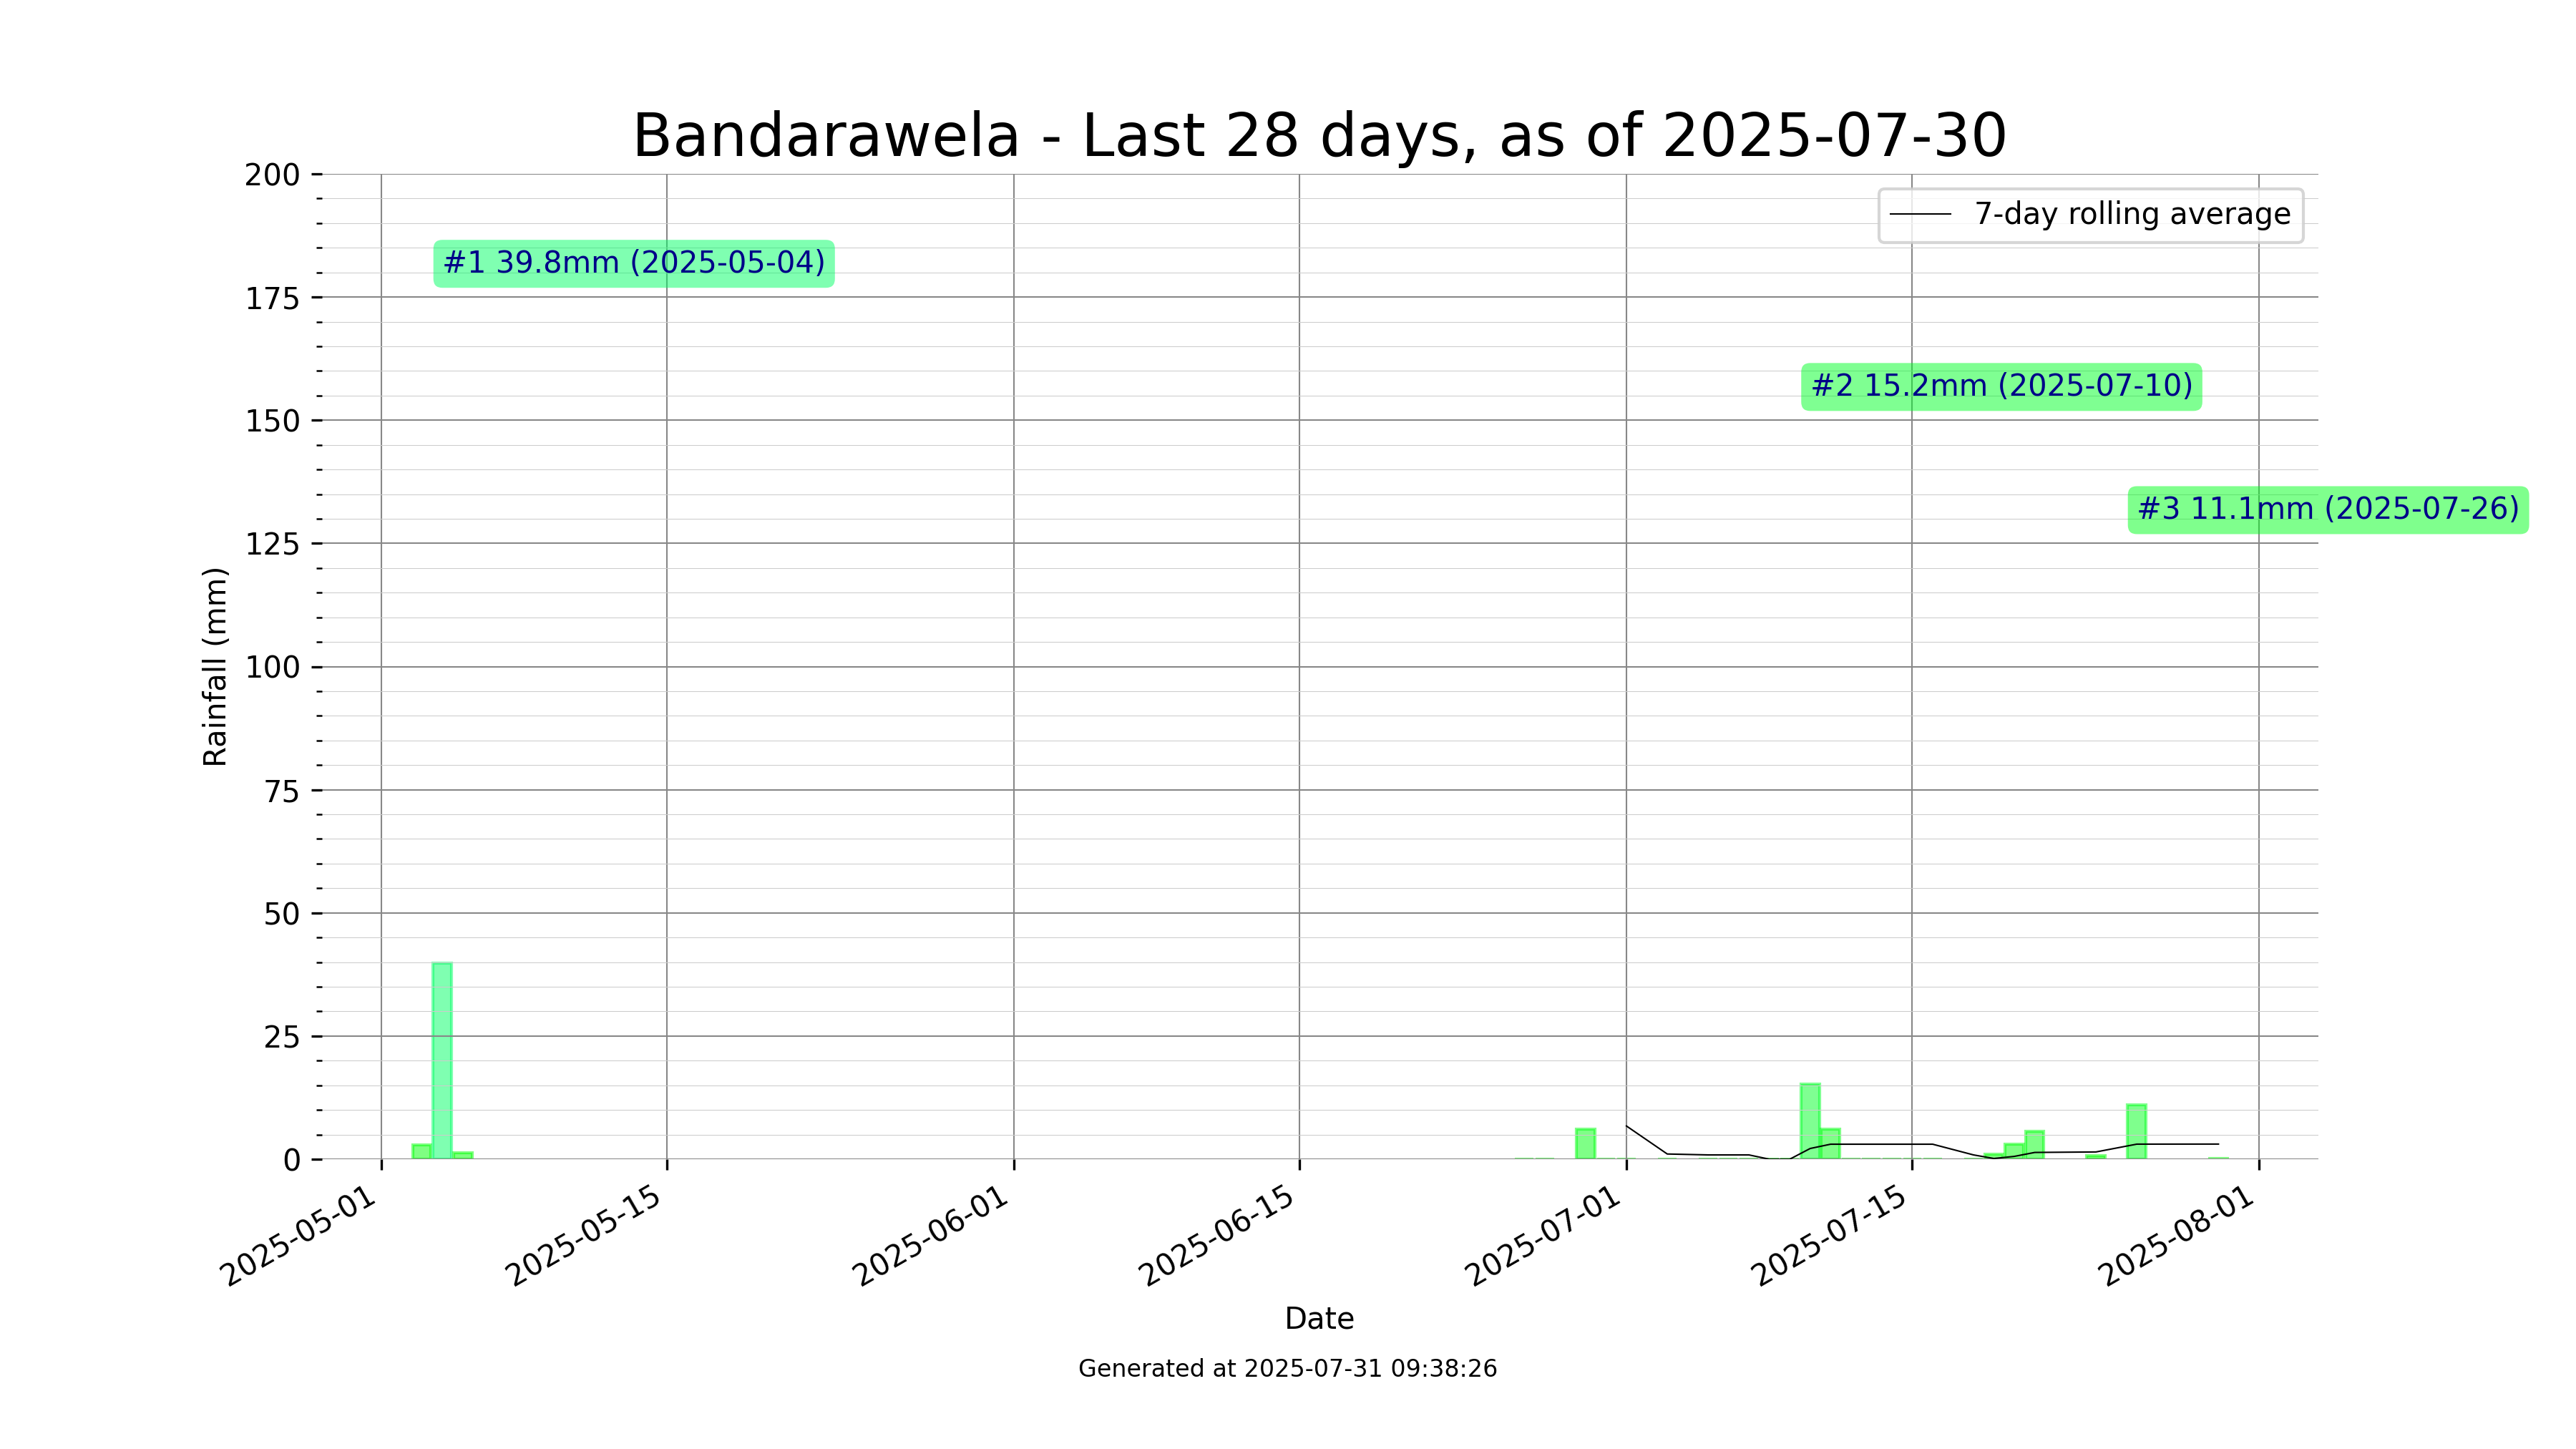 Bandarawela - Last 28 days, as of 2025-07-30
200
175
150
125
100
75
50
25
0
Rainfall (mm)
7-day rolling average
#1 39.8mm (2025-05-04)
#2 15.2mm (2025-07-10)
#3 11.1mm (2025-07-26)
2025-05-01
2025-05-15
2025-06-01
2025-06-15
2025-07-01
2025-07-15
2025-08-01
Date
Generated at 2025-07-31 09:38:26